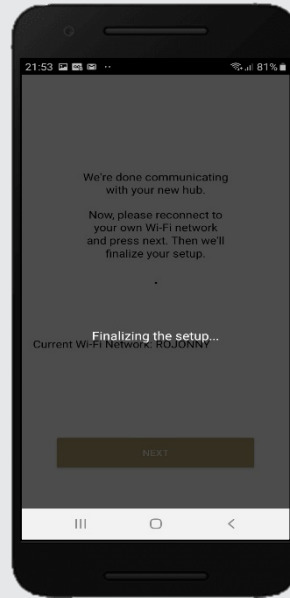 21:53 81%
We're done communicating
with your new hub.
Now, please reconnect to
your own Wi-Fi network
and press next. Then we'll
finalize your setup.
Finalizing the setup...
Current Wi-Fi Network: ROJONNY
NEXT